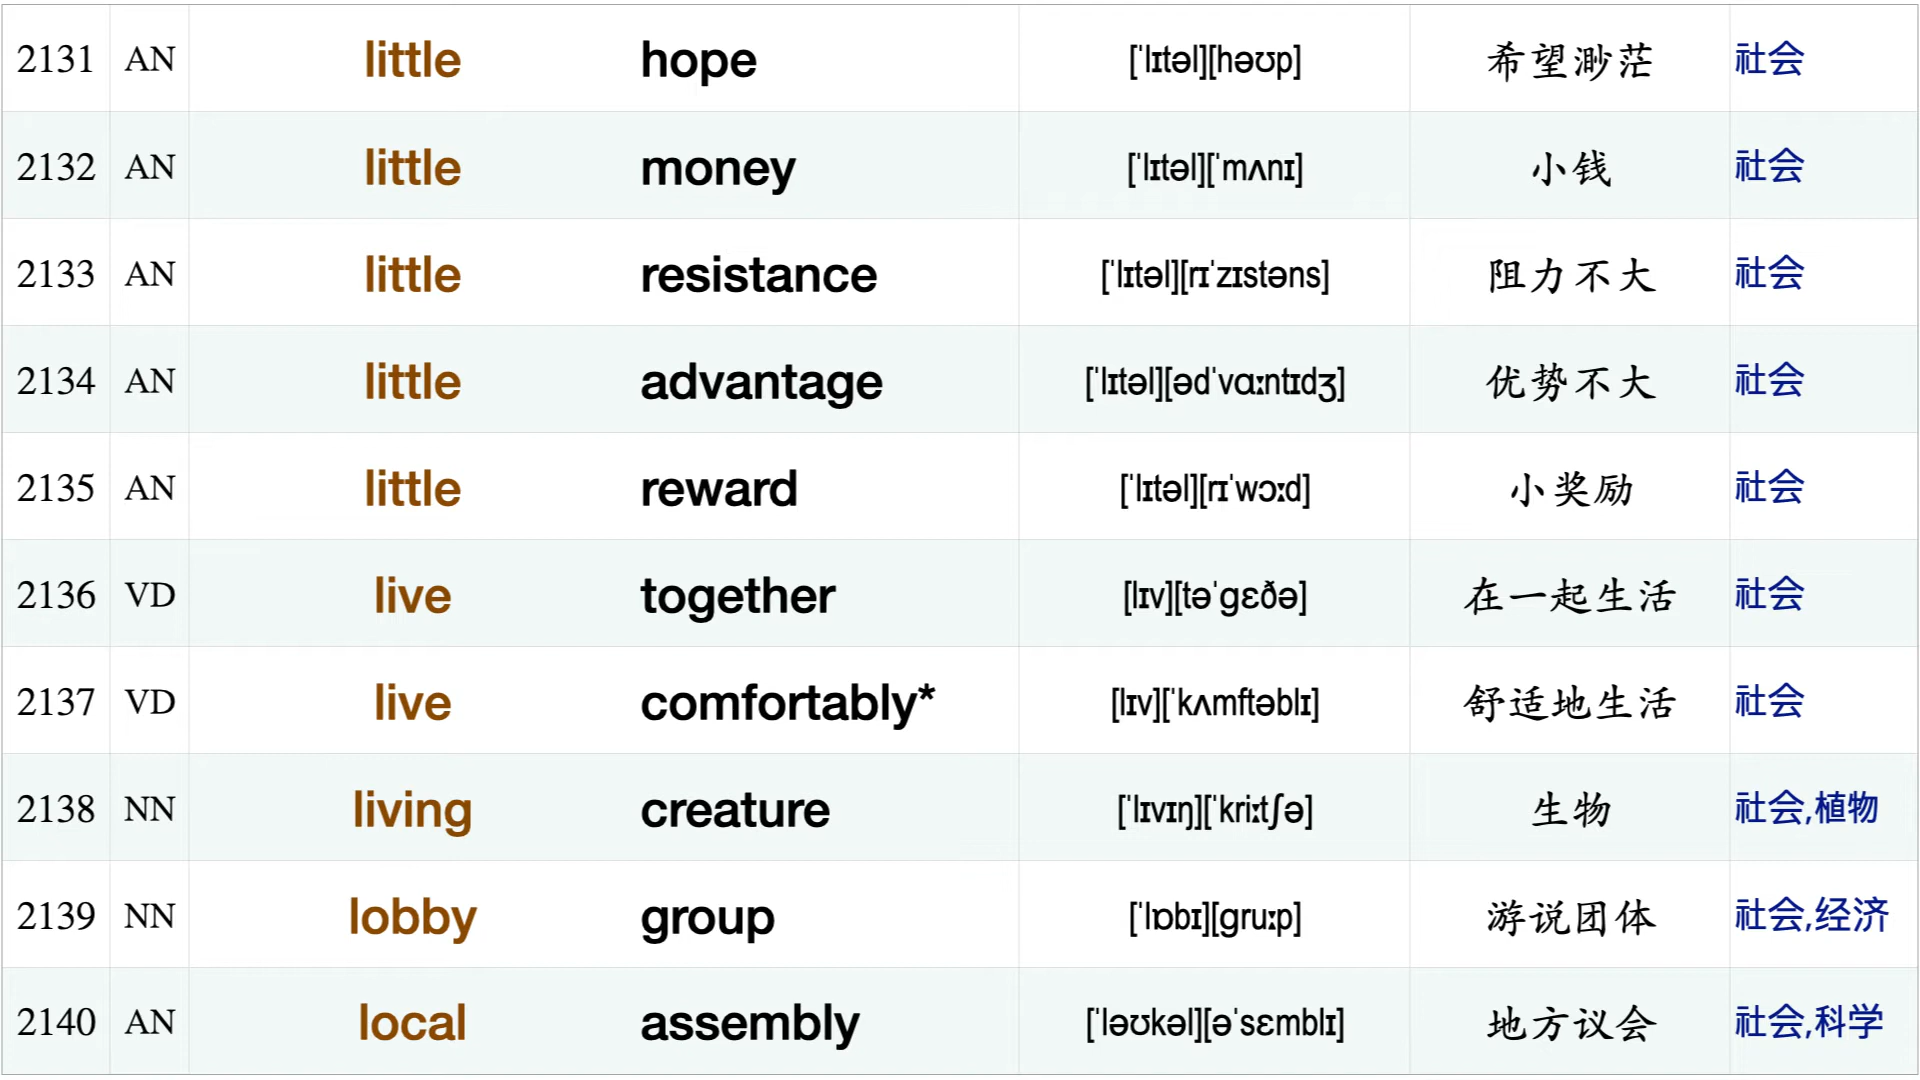 2131 AN little hope [ˈlɪtəl][həʊp] 希望渺茫 社会
2132 AN little money [ˈlɪtəl][ˈmʌnɪ] 小钱 社会
2133 AN little resistance [ˈlɪtəl][rɪˈzɪstəns] 阻力不大 社会
2134 AN little advantage [ˈlɪtəl][ədˈvɑːntɪdʒ] 优势不大 社会
2135 AN little reward [ˈlɪtəl][rɪˈwɔːd] 小奖励 社会
2136 VD live together [lɪv][təˈɡɛðə] 在一起生活 社会
2137 VD live comfortably* [lɪv][ˈkʌmftəblɪ] 舒适地生活 社会
2138 NN living creature [ˈlɪvɪŋ][ˈkriːtʃə] 生物 社会,植物
2139 NN lobby group [ˈlɒbɪ][ɡruːp] 游说团体 社会,经济
2140 AN local assembly [ˈləʊkəl][əˈsɛmblɪ] 地方议会 社会,科学